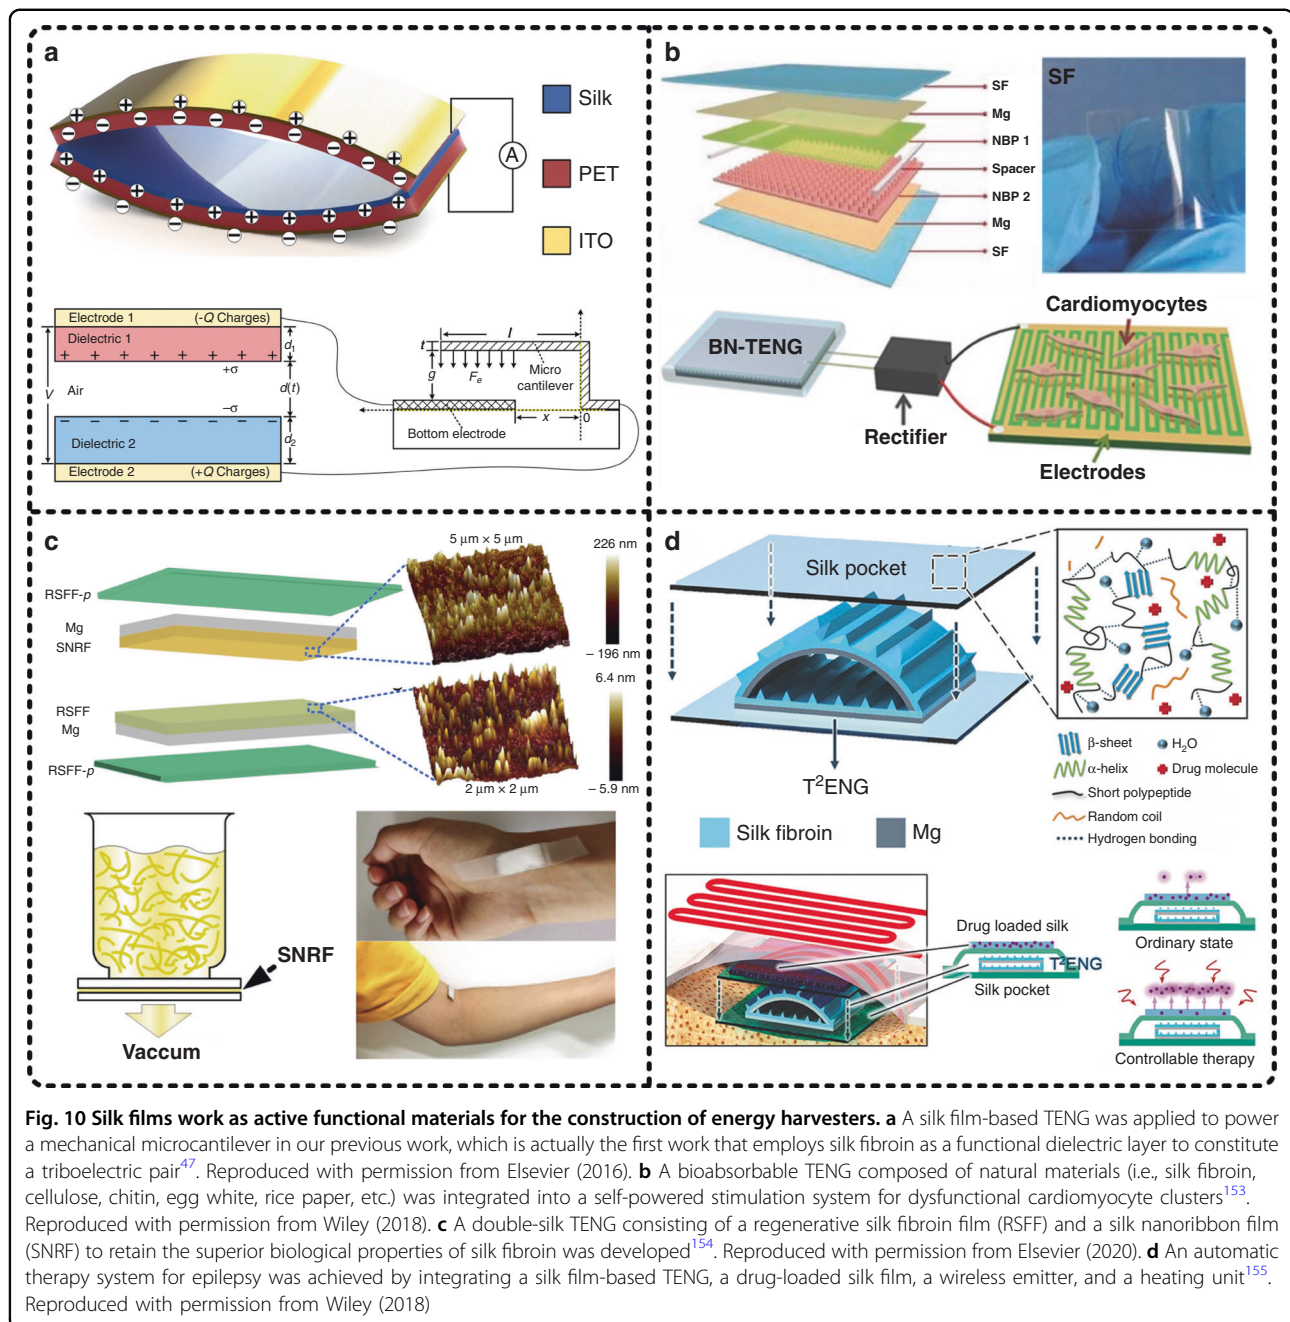 a
Silk
PET
ITO
A
Electrode 1 (-Q Charges)
Dielectric 1
+ + + + + + + +
+σ
Air
V
d1
d(t)
−σ
− − − − − − − −
Dielectric 2
d2
Electrode 2 (+Q Charges)
l
t
g
Fe
Micro
cantilever
x
0
Bottom electrode
b
SF
Mg
NBP 1
Spacer
NBP 2
Mg
SF
SF
BN-TENG
Rectifier
Cardiomyocytes
Electrodes
c
RSFF-p
Mg
SNRF
RSFF
Mg
RSFF-p
5 µm × 5 µm
226 nm
− 196 nm
6.4 nm
− 5.9 nm
2 µm × 2 µm
SNRF
Vaccum
d
Silk pocket
T²ENG
Silk fibroin
Mg
β-sheet
H₂O
α-helix
Drug molecule
Short polypeptide
Random coil
Hydrogen bonding
Drug loaded silk
T²ENG
Silk pocket
Ordinary state
Controllable therapy
Fig. 10 Silk films work as active functional materials for the construction of energy harvesters. a A silk film-based TENG was applied to power
a mechanical microcantilever in our previous work, which is actually the first work that employs silk fibroin as a functional dielectric layer to constitute
a triboelectric pair47. Reproduced with permission from Elsevier (2016). b A bioabsorbable TENG composed of natural materials (i.e., silk fibroin,
cellulose, chitin, egg white, rice paper, etc.) was integrated into a self-powered stimulation system for dysfunctional cardiomyocyte clusters153.
Reproduced with permission from Wiley (2018). c A double-silk TENG consisting of a regenerative silk fibroin film (RSFF) and a silk nanoribbon film
(SNRF) to retain the superior biological properties of silk fibroin was developed154. Reproduced with permission from Elsevier (2020). d An automatic
therapy system for epilepsy was achieved by integrating a silk film-based TENG, a drug-loaded silk film, a wireless emitter, and a heating unit155.
Reproduced with permission from Wiley (2018)